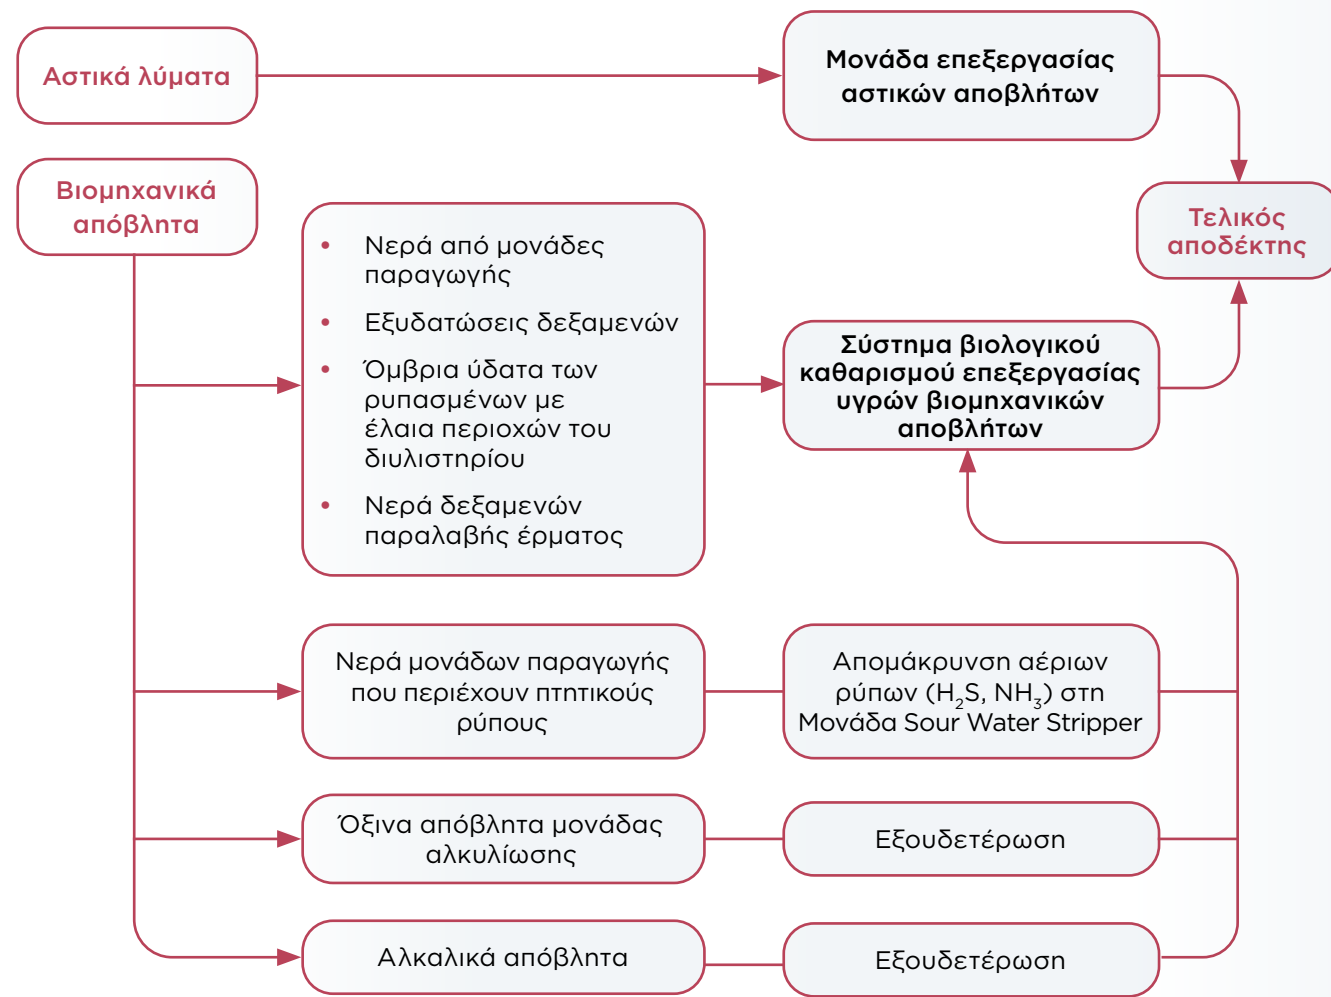 Αστικά λύματα
Μονάδα επεξεργασίας
αστικών αποβλήτων
Βιομηχανικά
απόβλητα
Τελικός
αποδέκτης
• Νερά από μονάδες
παραγωγής
• Εξυδατώσεις δεξαμενών
• Όμβρια ύδατα των
ρυπασμένων με
έλαια περιοχών του
διυλιστηρίου
• Νερά δεξαμενών
παραλαβής έρματος
Σύστημα βιολογικού
καθαρισμού επεξεργασίας
υγρών βιομηχανικών
αποβλήτων
Νερά μονάδων παραγωγής
που περιέχουν πτητικούς
ρύπους
Απομάκρυνση αέριων
ρύπων (H₂S, NH₃) στη
Μονάδα Sour Water Stripper
Όξινα απόβλητα μονάδας
αλκυλίωσης
Εξουδετέρωση
Αλκαλικά απόβλητα
Εξουδετέρωση